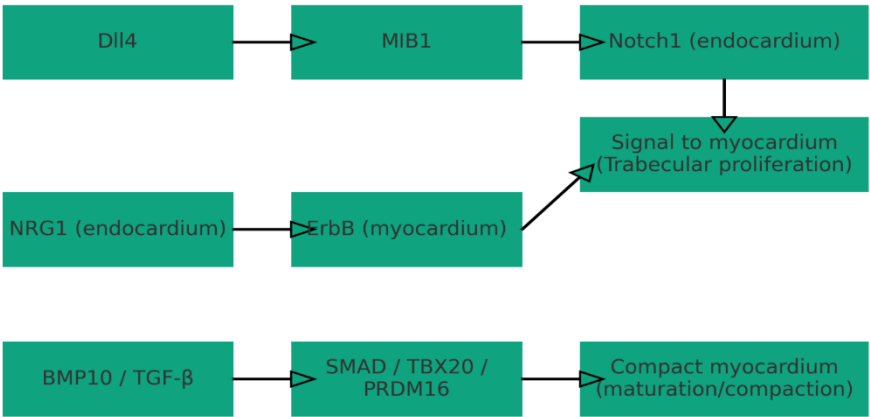 Dll4
MIB1
Notch1 (endocardium)
Signal to myocardium
(Trabecular proliferation)
NRG1 (endocardium)
ErbB (myocardium)
BMP10 / TGF-β
SMAD / TBX20 /
PRDM16
Compact myocardium
(maturation/compaction)